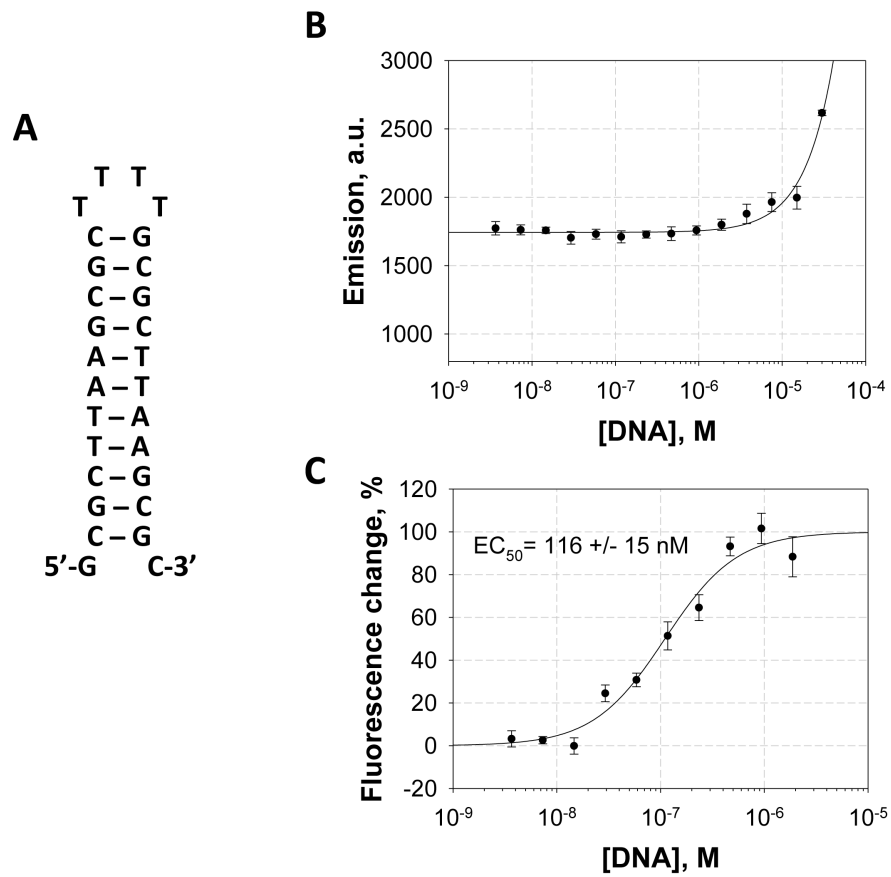 A
T T
T T
C – G
G – C
C – G
G – C
A – T
A – T
T – A
T – A
C – G
G – C
C – G
5’-G C-3’
B
Emission, a.u.
3000
2500
2000
1500
1000
10-9 10-8 10-7 10-6 10-5 10-4
[DNA], M
C
Fluorescence change, %
120
100
80
60
40
20
0
-20
EC50= 116 +/- 15 nM
10-9 10-8 10-7 10-6 10-5
[DNA], M